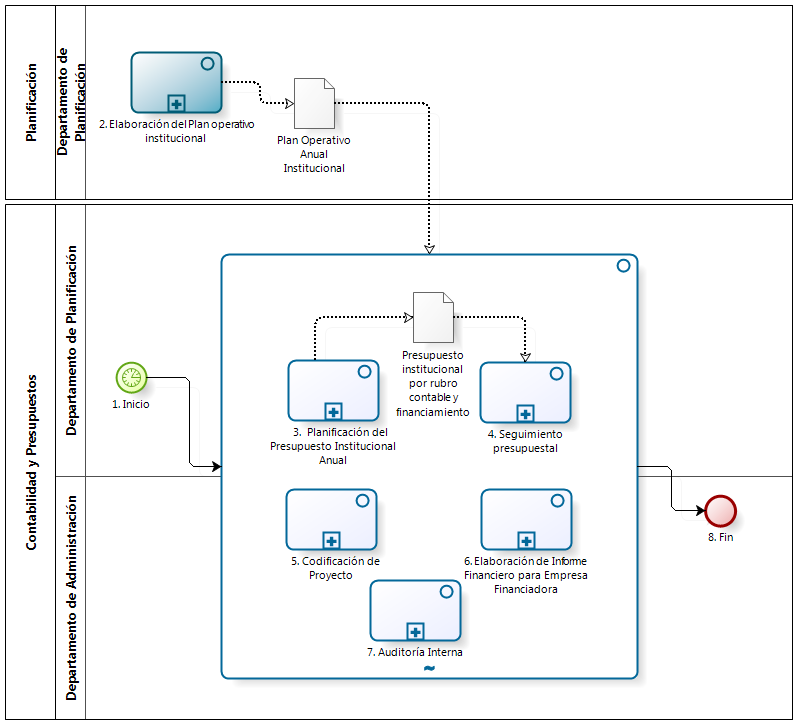 Planificación
Departamento de
Planificación
2. Elaboración del Plan operativo
institucional
Plan Operativo
Anual
Institucional
Contabilidad y Presupuestos
Departamento de Planificación
1. Inicio
Presupuesto
institucional
por rubro
contable y
financiamiento
3. Planificación del
Presupuesto Institucional
Anual
4. Seguimiento
presupuestal
Departamento de Administración
5. Codificación de
Proyecto
6. Elaboración de Informe
Financiero para Empresa
Financiadora
7. Auditoría Interna
8. Fin